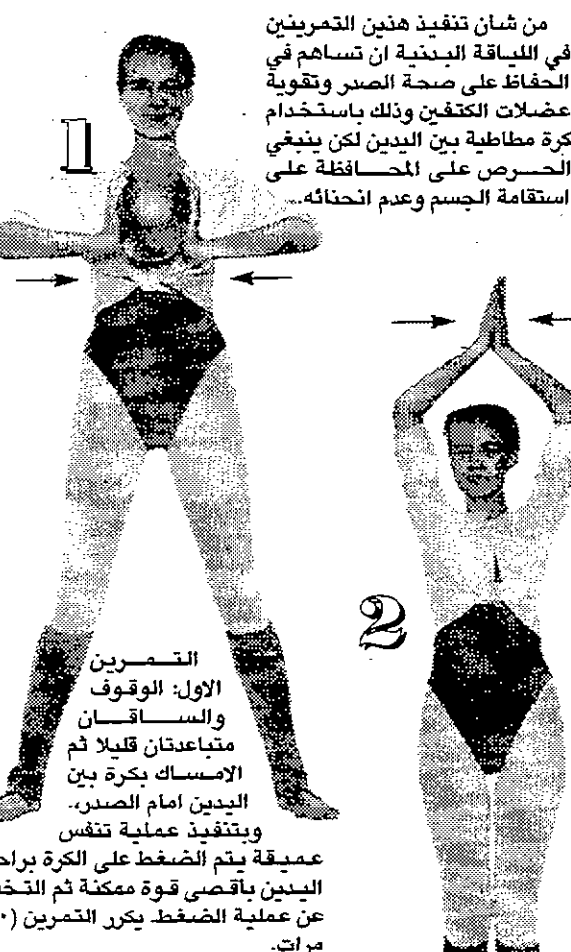 من شأن تنفيذ هذين التمرينين
في اللياقة البدنية ان تساهم في
الحفاظ على صحة الصدر وتقوية
عضلات الكتفين وذلك باستخدام
كرة مطاطية بين اليدين لكن ينبغي
الحرص على المحافظة على
استقامة الجسم وعدم انحنائه..
1
2
التمرين
الاول: الوقوف
والساقان
متباعدتان قليلا ثم
الامساك بكرة بين
اليدين امام الصدر..
وبتنفيذ عملية تنفس
عميقة يتم الضغط على الكرة
اليدين بأقصى قوة ممكنة ثم
عن عملية الضغط يكرر التمرين
مرات.